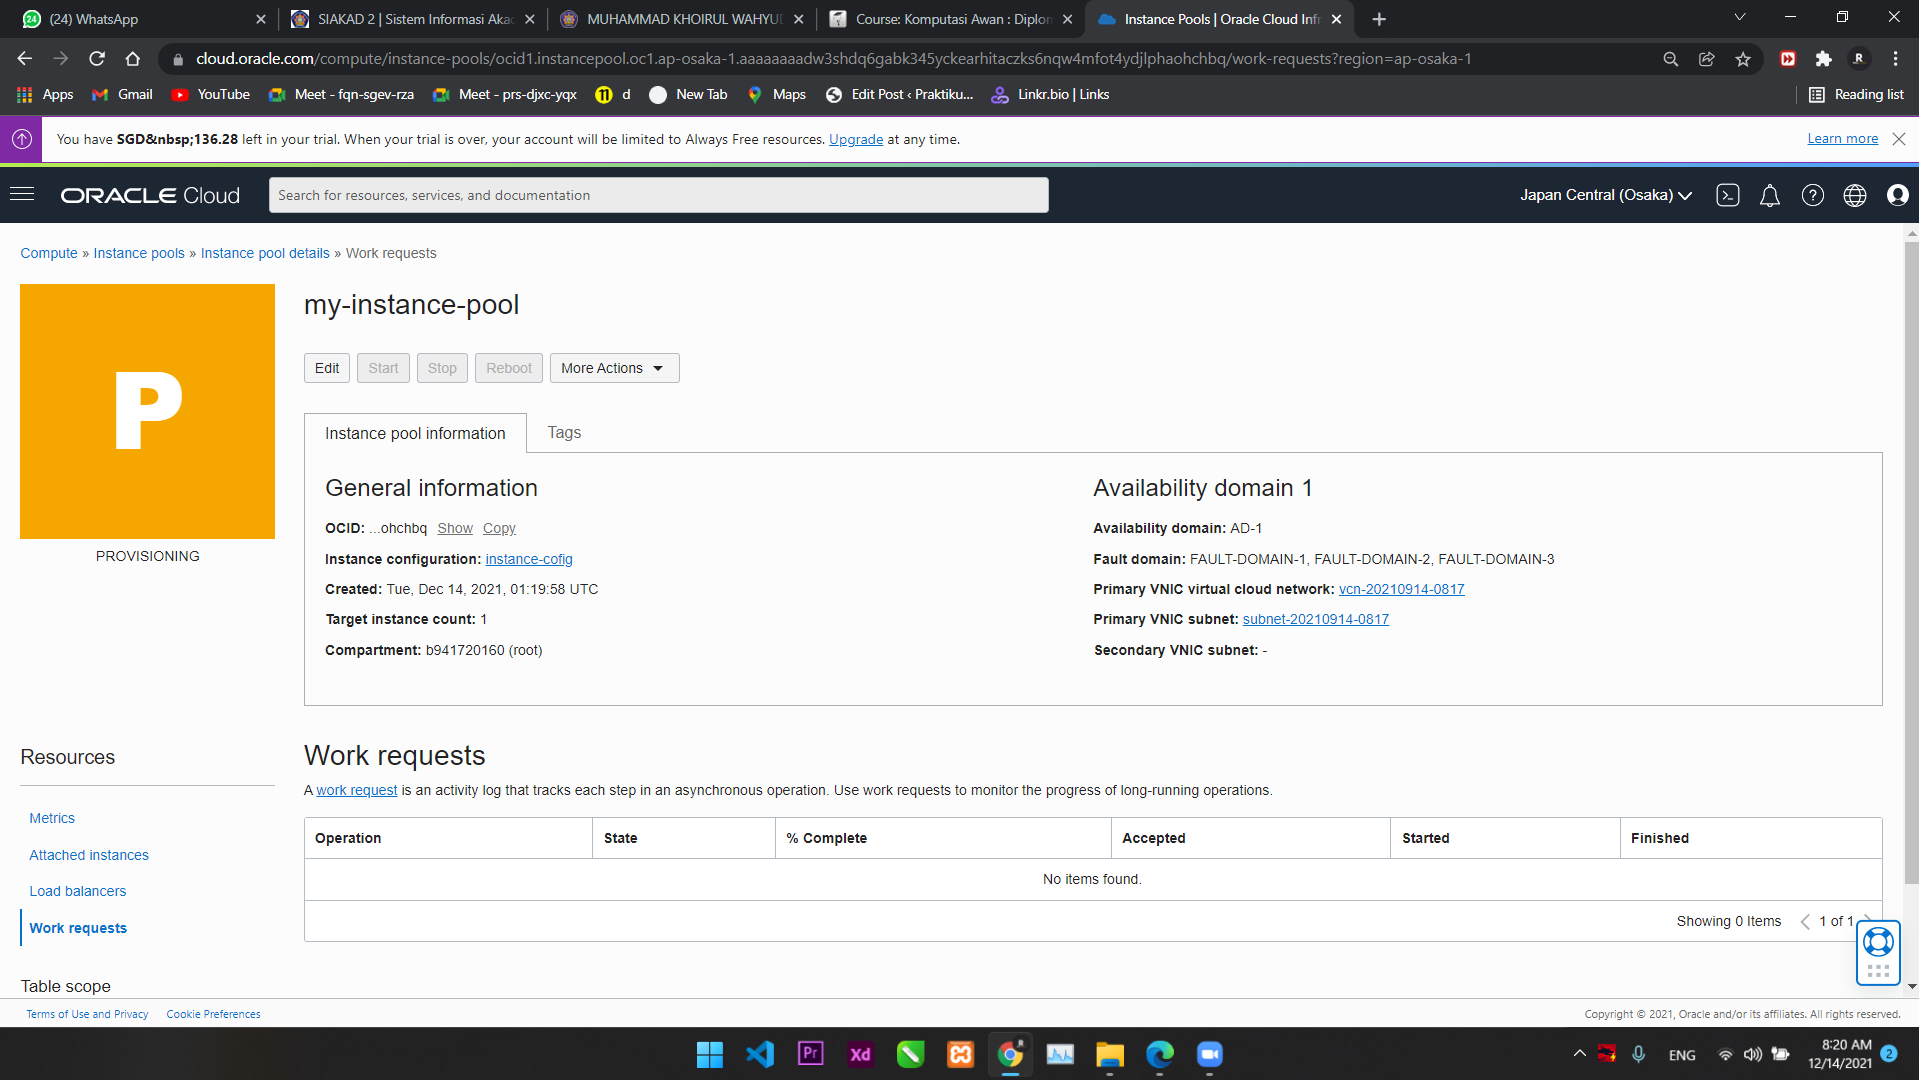 (24) WhatsApp
SIAKAD 2 | Sistem Informasi Aka
MUHAMMAD KHOIRUL WAHYU
Course: Komputasi Awan : Diplon
Instance Pools | Oracle Cloud Infr
cloud.oracle.com/compute/instance-pools/ocid1.instancepool.oc1.ap-osaka-1.aaaaaaaadw3shdq6gabk345yckearhitaczks6nqw4mfot4ydjlphaohchbq/work-requests?region=ap-osaka-1
Apps
Gmail
YouTube
Meet - fqn-sgev-rza
Meet - prs-djxc-yqx
d
New Tab
Maps
Edit Post ‹ Praktiku...
Linkr.bio | Links
Reading list
You have SGD&nbsp;136.28 left in your trial. When your trial is over, your account will be limited to Always Free resources. Upgrade at any time.
Learn more
ORACLE Cloud
Search for resources, services, and documentation
Japan Central (Osaka)
Compute » Instance pools » Instance pool details » Work requests
P
PROVISIONING
my-instance-pool
Edit
Start
Stop
Reboot
More Actions
Instance pool information
Tags
General information
OCID: ...ohchbq Show Copy
Instance configuration: instance-cofig
Created: Tue, Dec 14, 2021, 01:19:58 UTC
Target instance count: 1
Compartment: b941720160 (root)
Availability domain 1
Availability domain: AD-1
Fault domain: FAULT-DOMAIN-1, FAULT-DOMAIN-2, FAULT-DOMAIN-3
Primary VNIC virtual cloud network: vcn-20210914-0817
Primary VNIC subnet: subnet-20210914-0817
Secondary VNIC subnet: -
Resources
Metrics
Attached instances
Load balancers
Work requests
Table scope
Work requests
A work request is an activity log that tracks each step in an asynchronous operation. Use work requests to monitor the progress of long-running operations.
Operation State % Complete Accepted Started Finished
No items found.
Showing 0 Items 1 of 1
Terms of Use and Privacy
Cookie Preferences
Copyright © 2021, Oracle and/or its affiliates. All rights reserved.
Pr
Xd
ENG
8:20 AM
12/14/2021
2